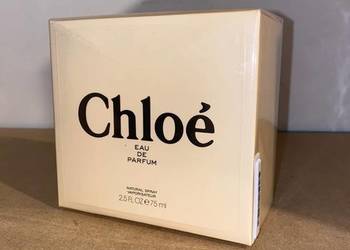 Chloé
EAU
DE
PARFUM
NATURAL SPRAY
VAPORISATEUR
2.5 FL OZ ℮ 75 ml